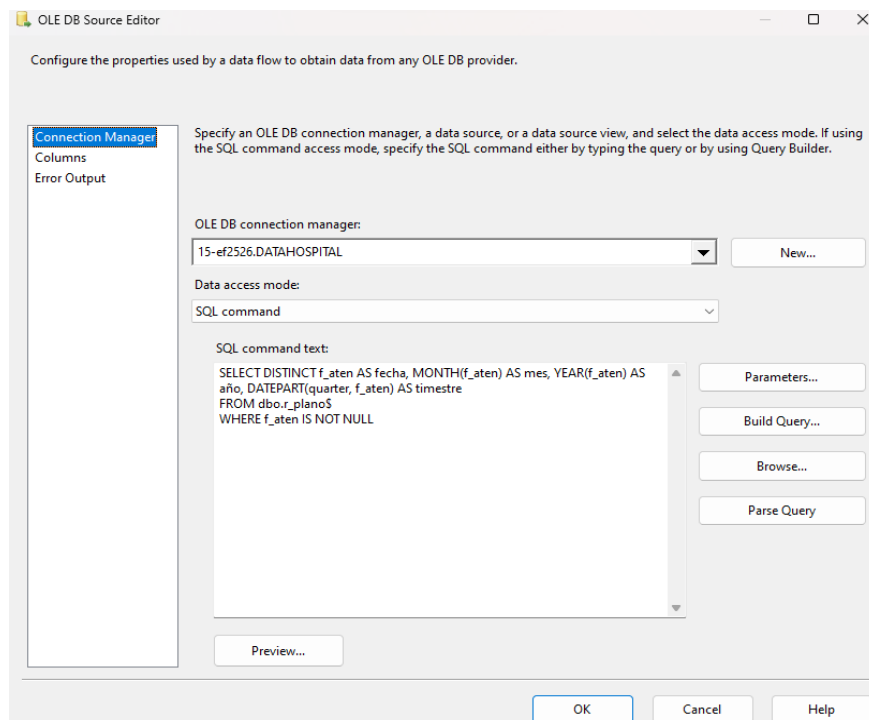 OLE DB Source Editor
Configure the properties used by a data flow to obtain data from any OLE DB provider.
Connection Manager
Columns
Error Output
Specify an OLE DB connection manager, a data source, or a data source view, and select the data access mode. If using
the SQL command access mode, specify the SQL command either by typing the query or by using Query Builder.
OLE DB connection manager:
15-ef2526.DATAHOSPITAL
New...
Data access mode:
SQL command
SQL command text:
SELECT DISTINCT f_aten AS fecha, MONTH(f_aten) AS mes, YEAR(f_aten) AS
año, DATEPART(quarter, f_aten) AS timestre
FROM dbo.r_plano$
WHERE f_aten IS NOT NULL
Parameters...
Build Query...
Browse...
Parse Query
Preview...
OK
Cancel
Help